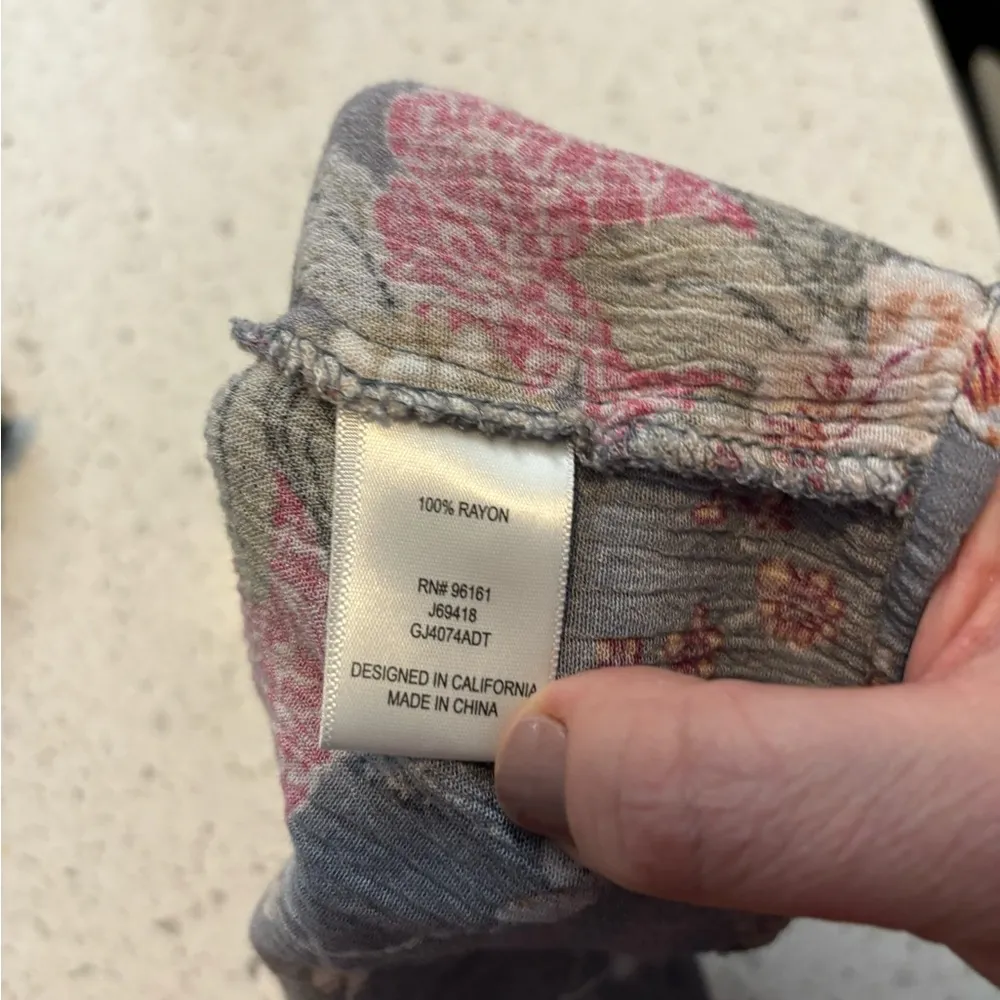 100% RAYON
RN# 96161
J69418
GJ4074ADT
DESIGNED IN CALIFORNIA
MADE IN CHINA